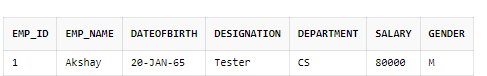 EMP_ID EMP_NAME DATEOFBIRTH DESIGNATION DEPARTMENT SALARY GENDER
1 Akshay 20-JAN-65 Tester CS 80000 M